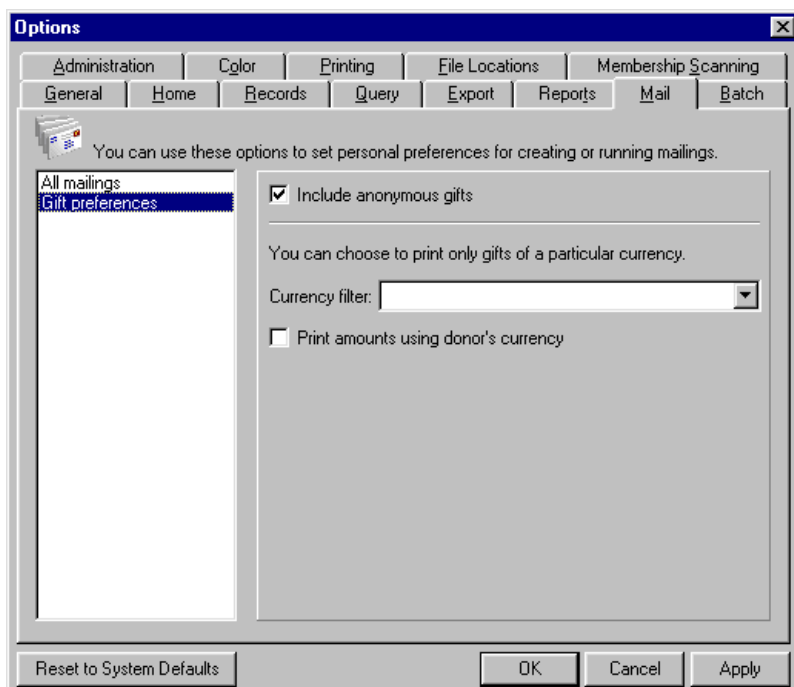 Options
Administration Color Printing File Locations Membership Scanning
General Home Records Query Export Reports Mail Batch
You can use these options to set personal preferences for creating or running mailings.
All mailings
Gift preferences
Include anonymous gifts
You can choose to print only gifts of a particular currency.
Currency filter:
Print amounts using donor's currency
Reset to System Defaults OK Cancel Apply